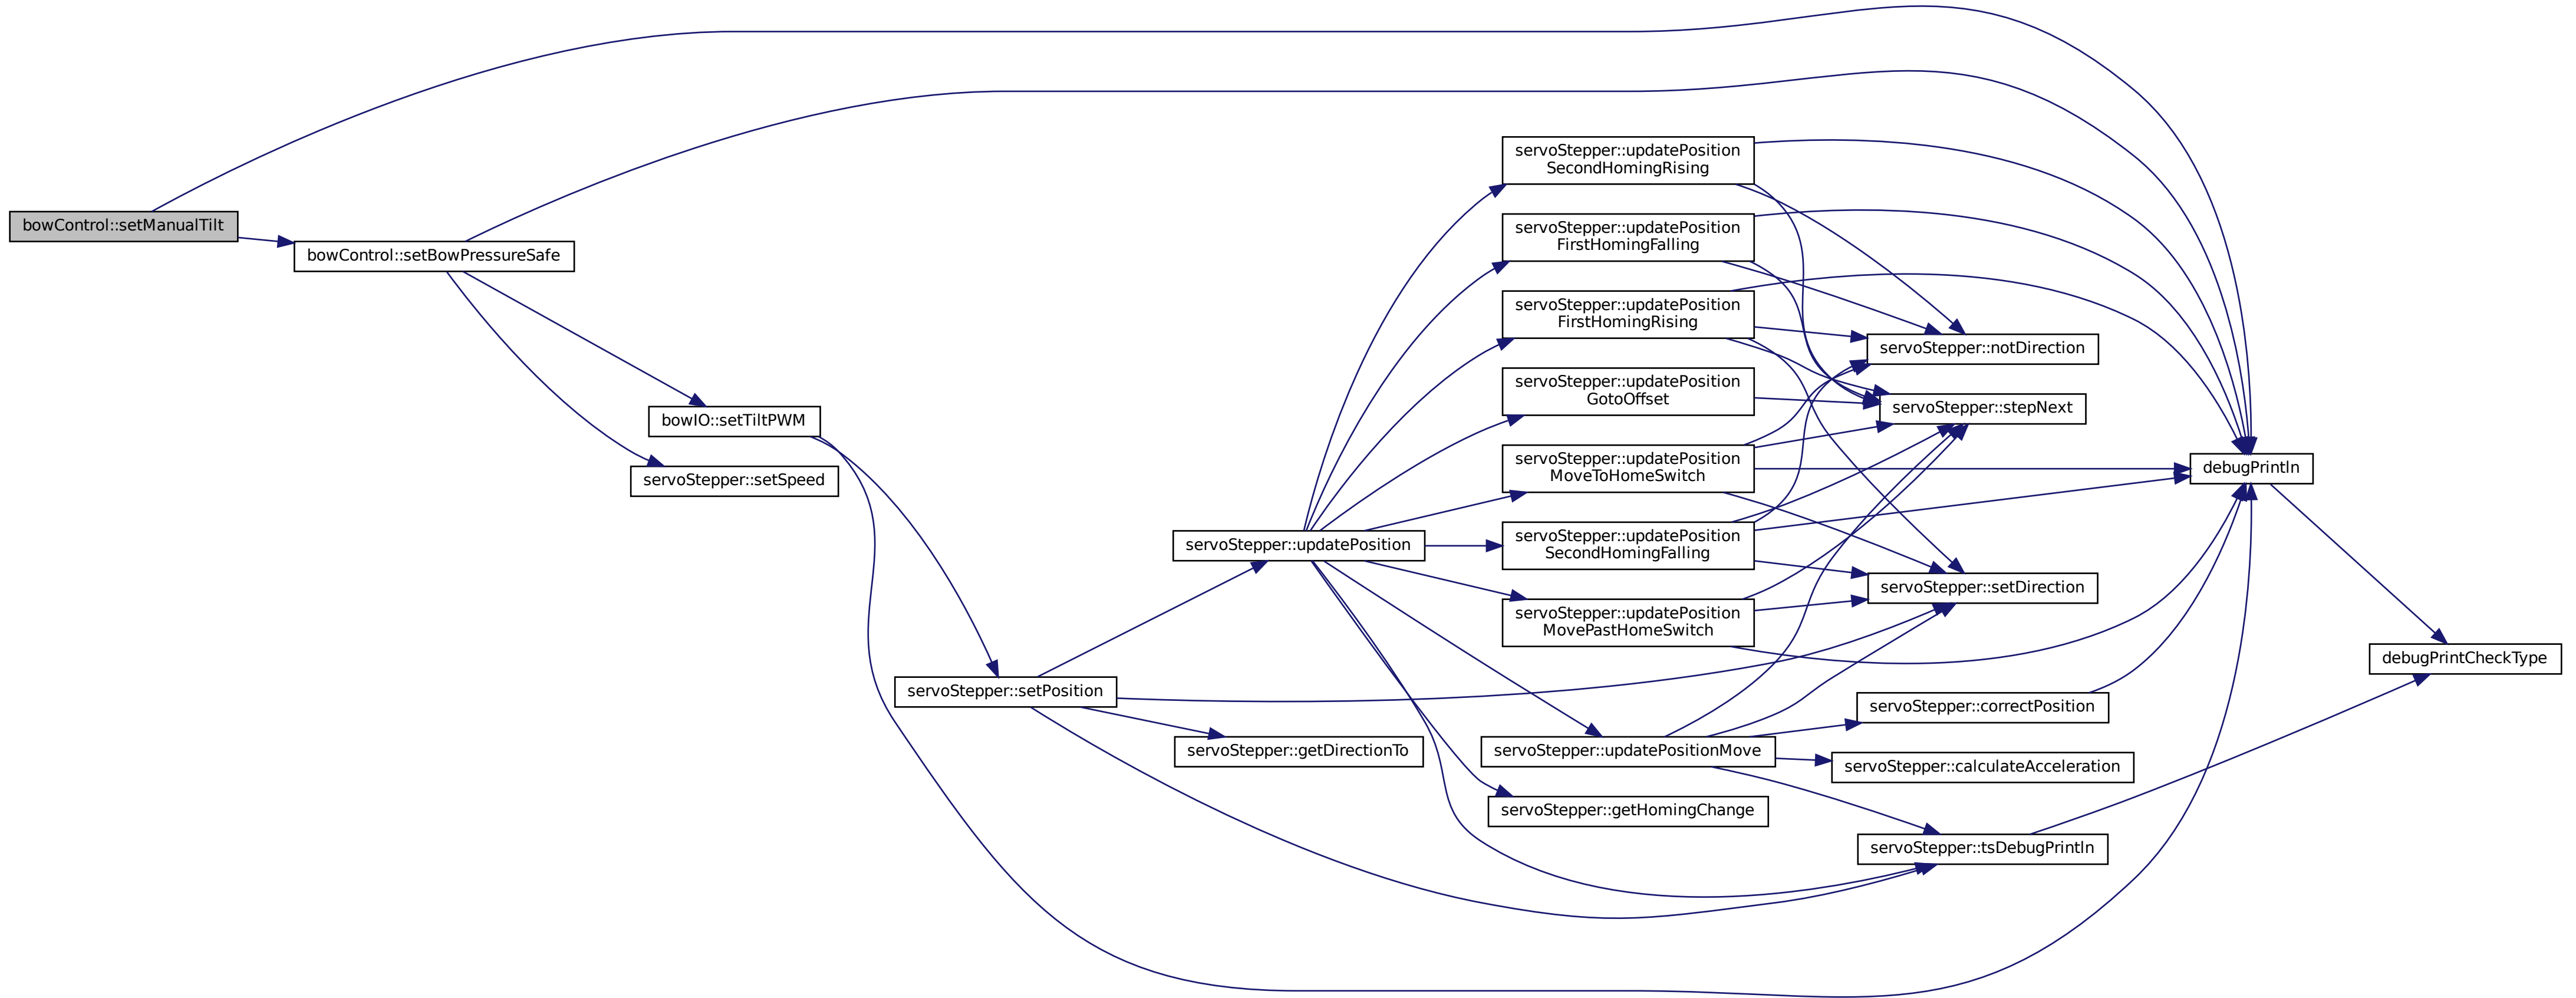 bowControl::setManualTilt
bowControl::setBowPressureSafe
bowIO::setTiltPWM
servoStepper::setSpeed
servoStepper::setPosition
servoStepper::updatePosition
servoStepper::getDirectionTo
servoStepper::updatePosition
SecondHomingRising
servoStepper::updatePosition
FirstHomingFalling
servoStepper::updatePosition
FirstHomingRising
servoStepper::updatePosition
GotoOffset
servoStepper::updatePosition
MoveToHomeSwitch
servoStepper::updatePosition
SecondHomingFalling
servoStepper::updatePosition
MovePastHomeSwitch
servoStepper::updatePositionMove
servoStepper::getHomingChange
servoStepper::notDirection
servoStepper::stepNext
servoStepper::setDirection
servoStepper::correctPosition
servoStepper::calculateAcceleration
servoStepper::tsDebugPrintln
debugPrintln
debugPrintCheckType